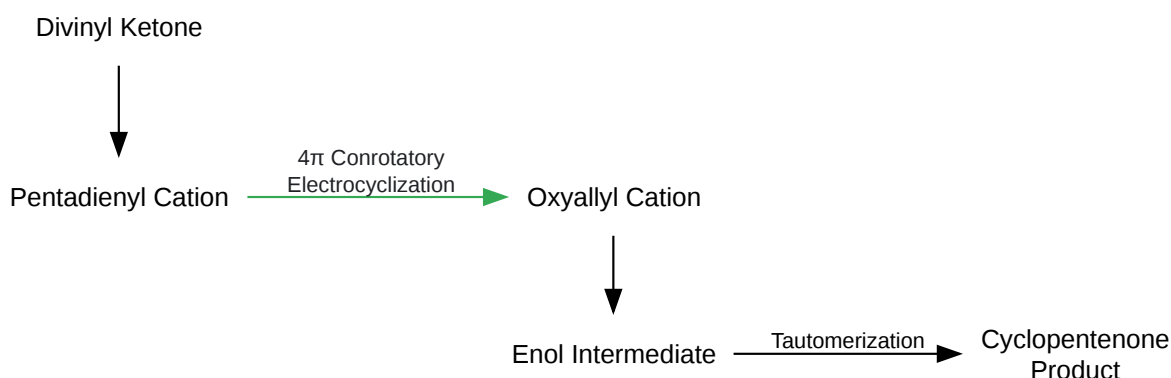 Divinyl Ketone
4π Conrotatory
Electrocyclization
Pentadienyl Cation
Oxyallyl Cation
Enol Intermediate
Tautomerization
Cyclopentenone
Product